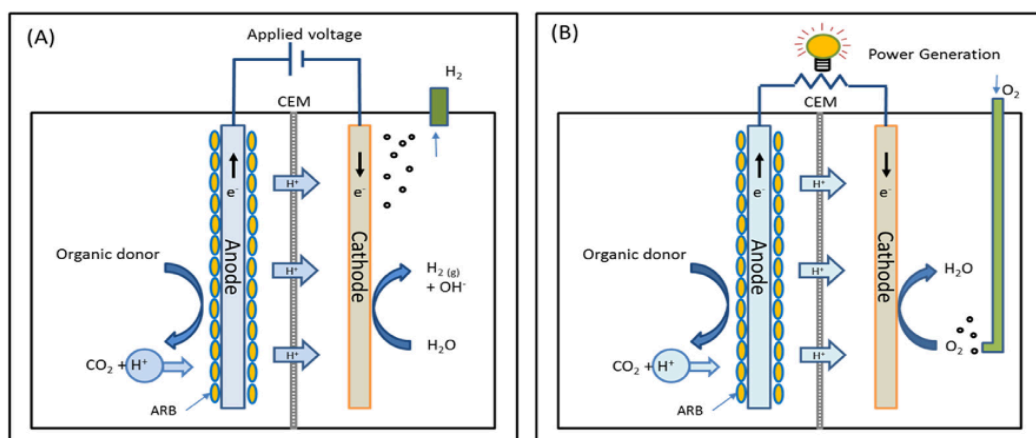 (A)
Applied voltage
H2
CEM
H+
e-
e-
Anode
Cathode
Organic donor
H+
H2 (g)
+ OH-
H2O
CO2 + H+
H+
ARB
(B)
Power Generation
O2
CEM
H+
e-
e-
Anode
Cathode
Organic donor
H+
H2O
O2
CO2 + H+
H+
ARB